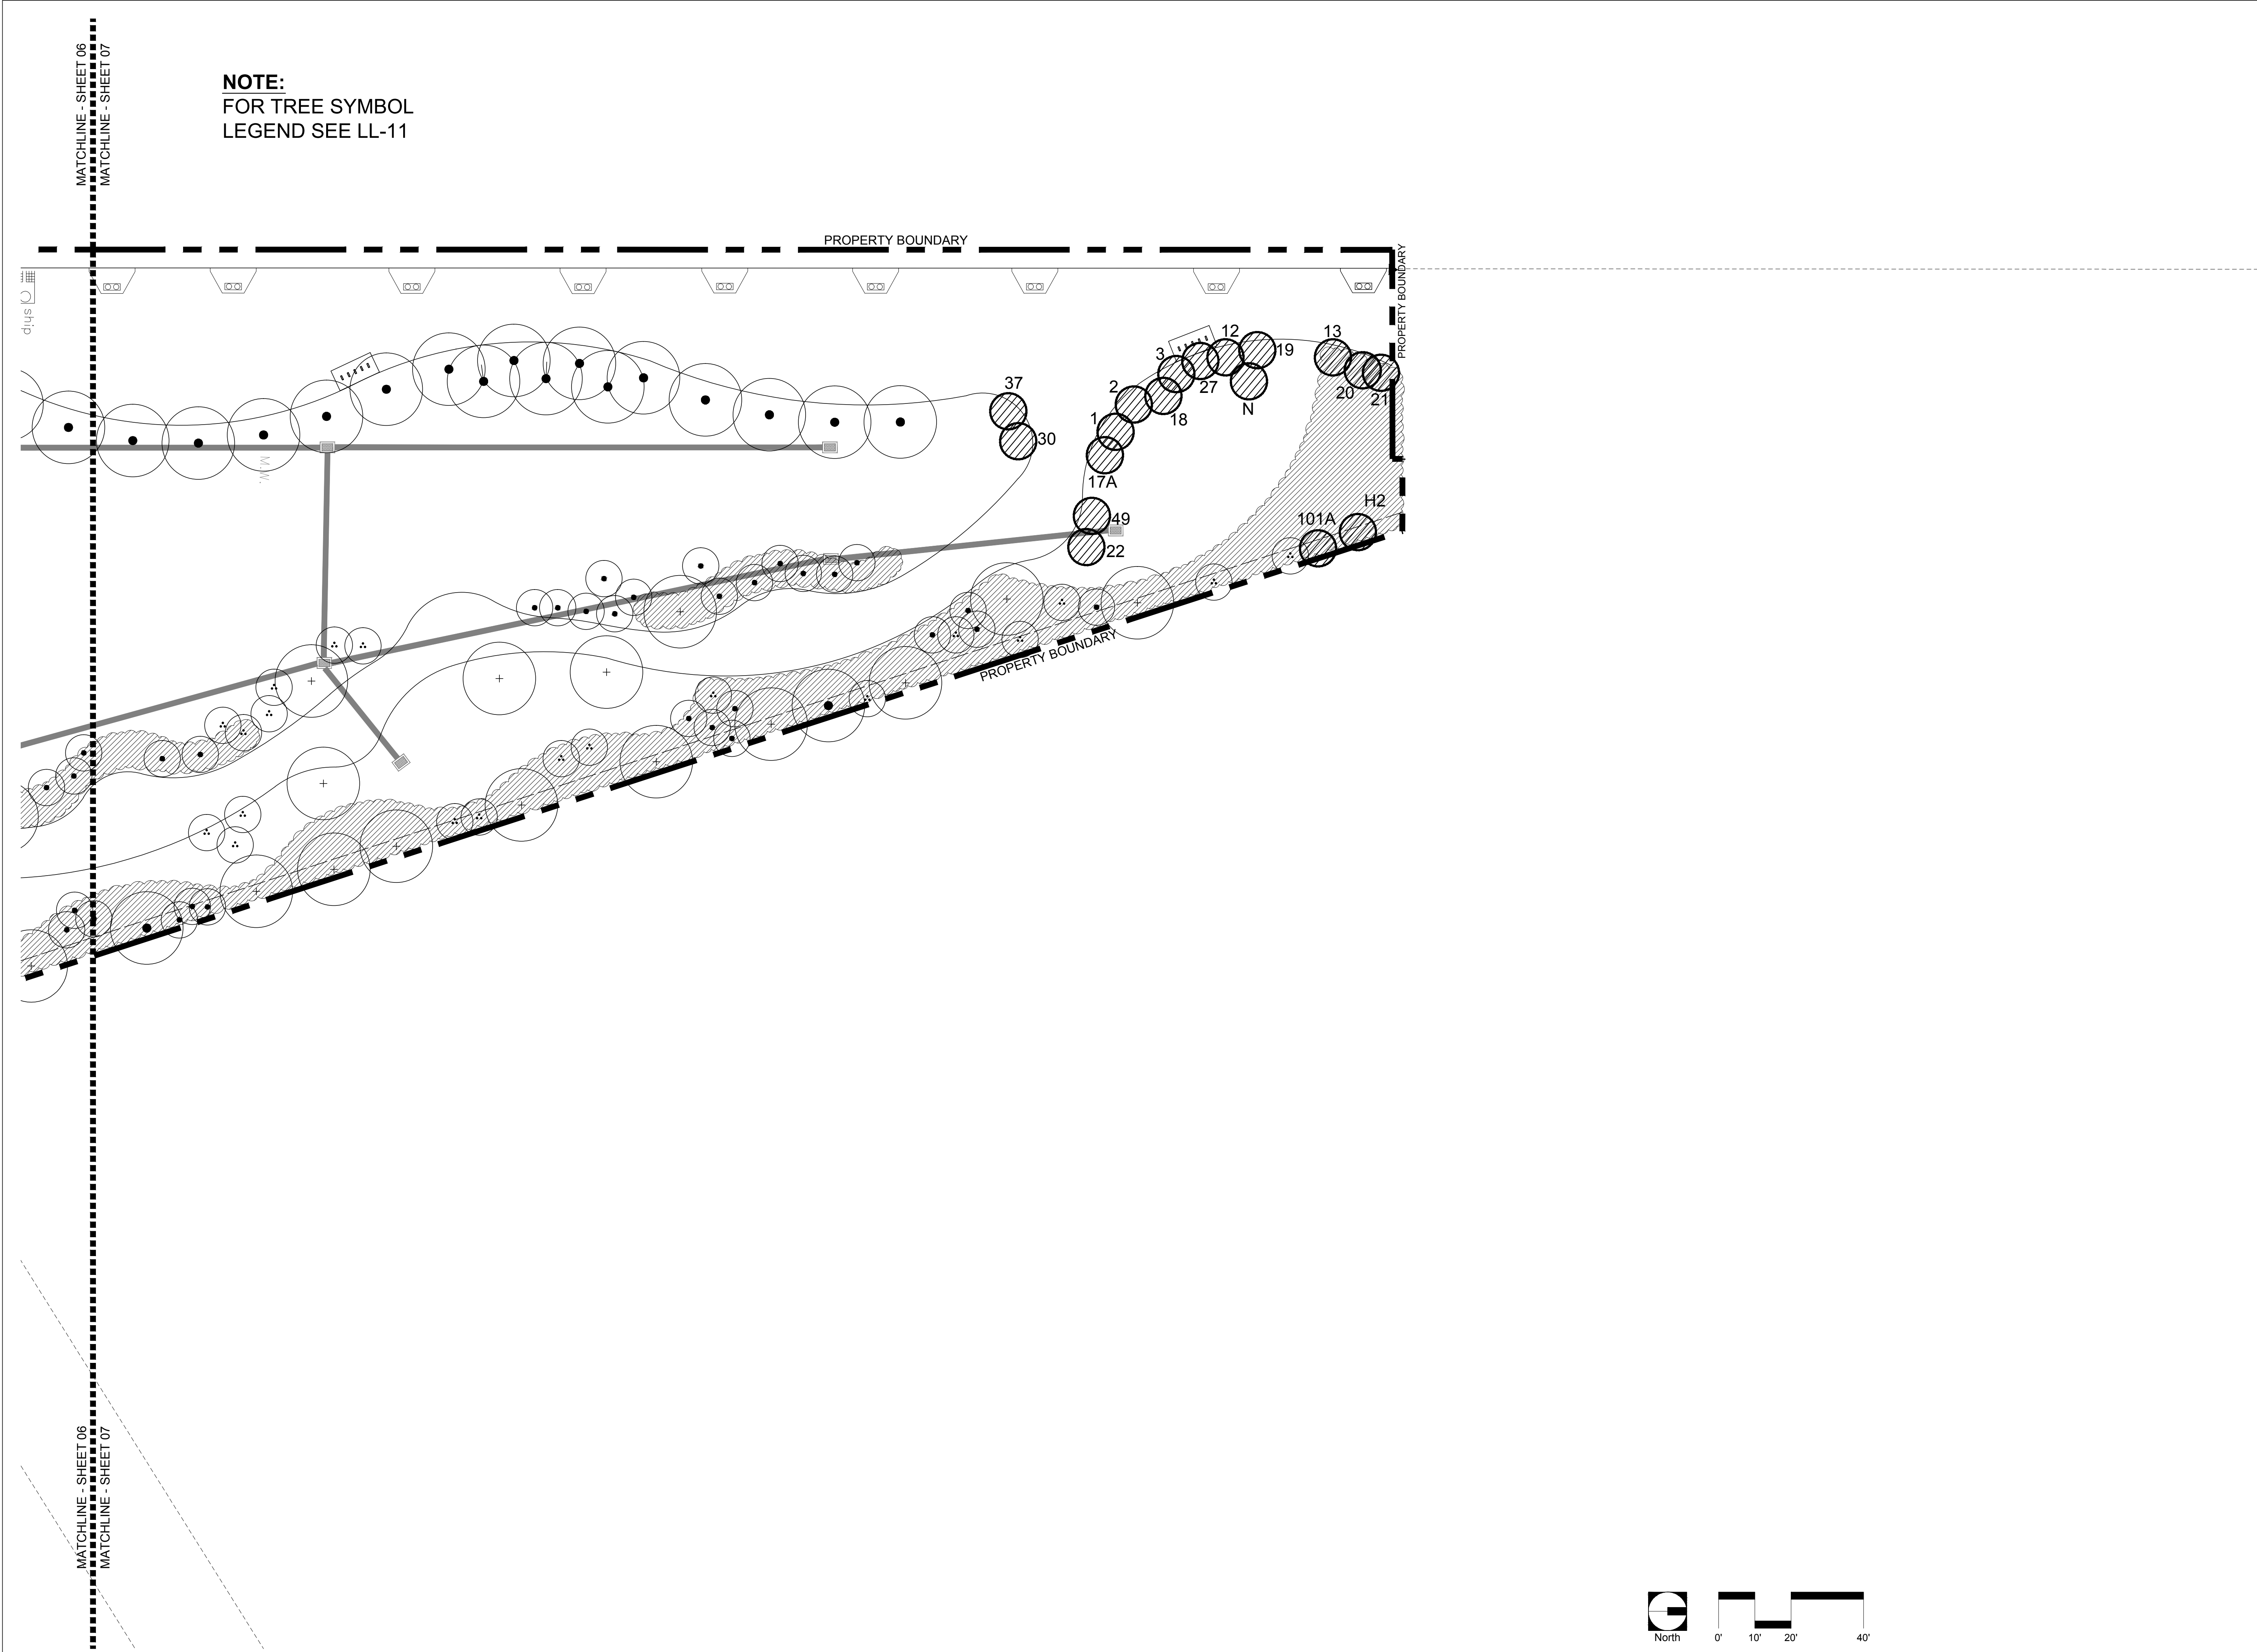 MATCHLINE - SHEET 06
MATCHLINE - SHEET 07
NOTE:
FOR TREE SYMBOL
LEGEND SEE LL-11
PROPERTY BOUNDARY
PROPERTY BOUNDARY
ship
12
13
3
19
37
27
20
21
2
N
18
1
30
M.W.
17A
H2
49
101A
22
PROPERTY BOUNDARY
MATCHLINE - SHEET 06
MATCHLINE - SHEET 07
North
0' 10' 20' 40'